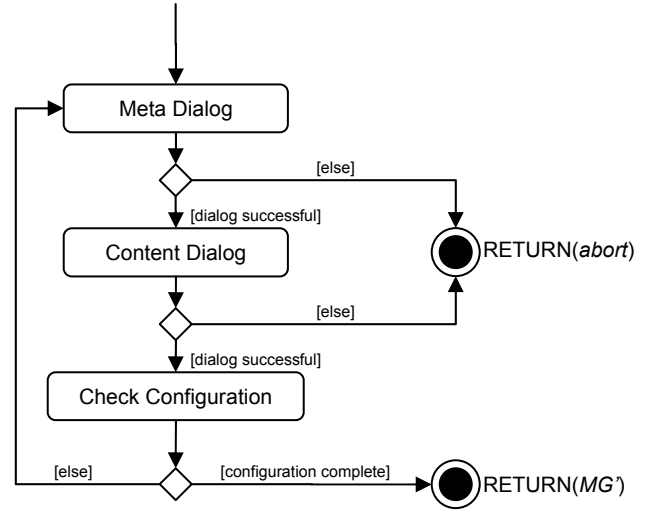 Meta Dialog
[else]
[dialog successful]
Content Dialog
RETURN(abort)
[else]
[dialog successful]
Check Configuration
[else]
[configuration complete]
RETURN(MG’)